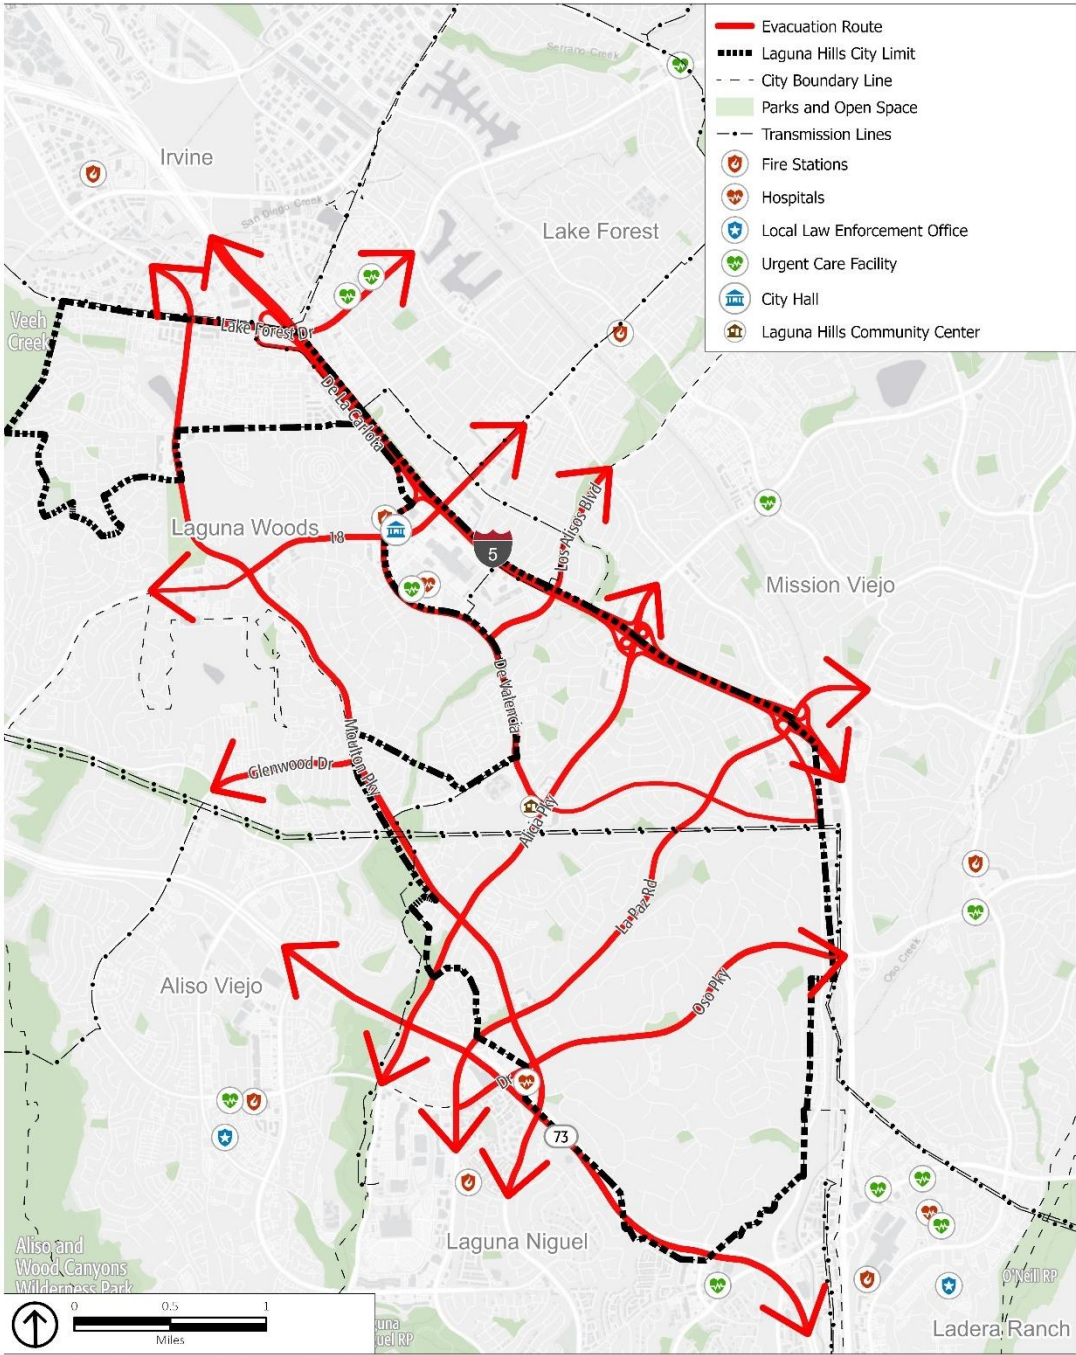 Evacuation Route
Laguna Hills City Limit
City Boundary Line
Parks and Open Space
Transmission Lines
Fire Stations
Hospitals
Local Law Enforcement Office
Urgent Care Facility
City Hall
Laguna Hills Community Center
Serrano Creek
Irvine
San Diego Creek
Lake Forest
Veeh
Creek
Lake Forest Dr
De La Carlota
Laguna Woods
18
5
Los Alisos Blvd
Mission Viejo
De Valencia
Moulton Pky
Glenwood Dr
Alicia Pky
La Paz Rd
Oso Pky
Oso Creek
Aliso Viejo
Dr
73
Laguna Niguel
Aliso and
Wood Canyons
Wilderness Park
O'Neill RP
Ladera Ranch
0 0.5 1
Miles
guna
uel RP